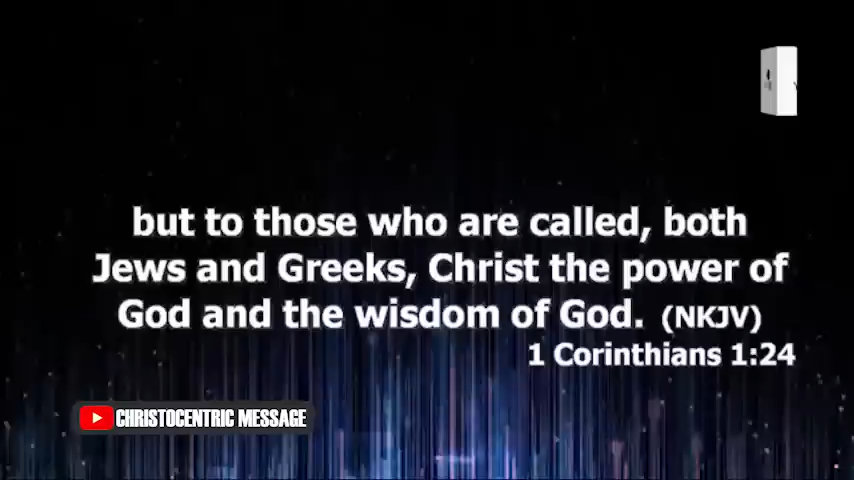 but to those who are called, both
Jews and Greeks, Christ the power of
God and the wisdom of God. (NKJV)
1 Corinthians 1:24
CHRISTOCENTRIC MESSAGE